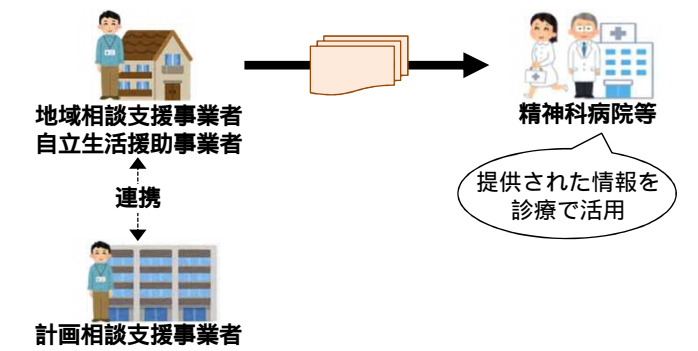 地域相談支援事業者
自立生活援助事業者
精神科病院等
提供された情報を
診療で活用
連携
計画相談支援事業者